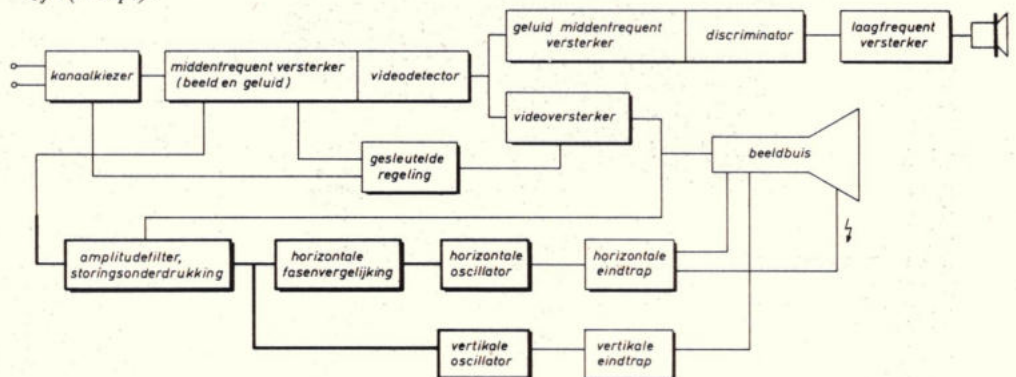 geluid middenfrequent
versterker
discriminator
laagfrequent
versterker
kanaalkiezer
middenfrequent versterker
(beeld en geluid)
videodetector
videoversterker
gesleutelde
regeling
beeldbuis
amplitudefilter,
storingsonderdrukking
horizontale
fasenvergelijking
horizontale
oscillator
horizontale
eindtrap
vertikale
oscillator
vertikale
eindtrap